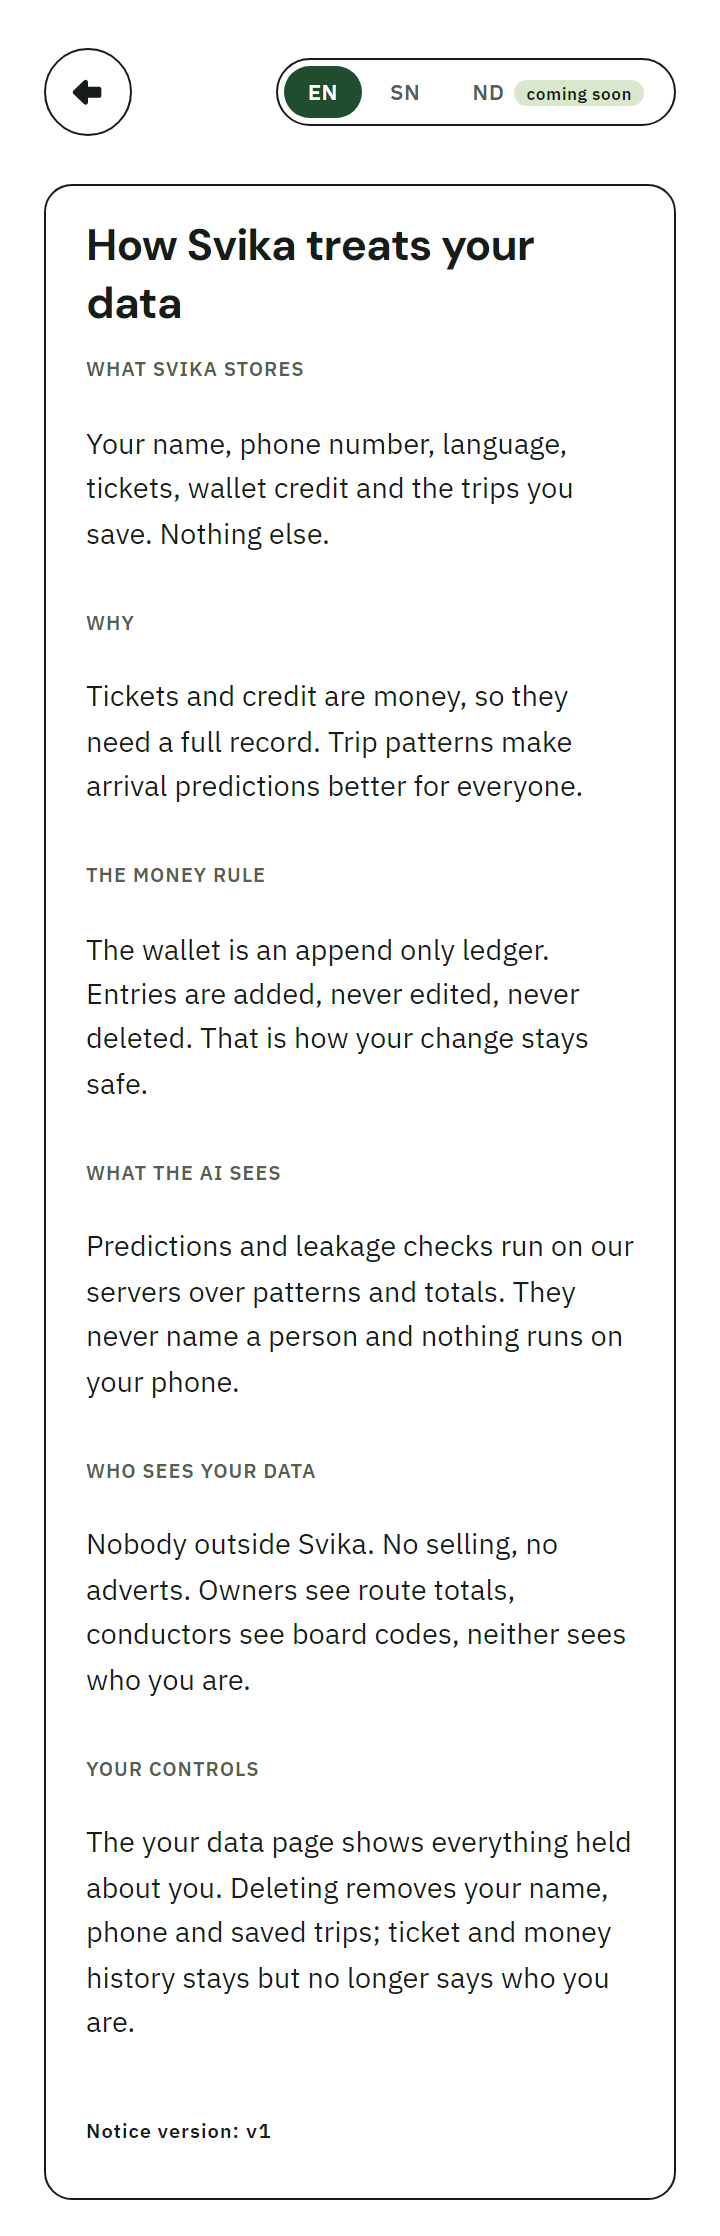 EN SN ND coming soon
How Svika treats your
data
WHAT SVIKA STORES
Your name, phone number, language,
tickets, wallet credit and the trips you
save. Nothing else.
WHY
Tickets and credit are money, so they
need a full record. Trip patterns make
arrival predictions better for everyone.
THE MONEY RULE
The wallet is an append only ledger.
Entries are added, never edited, never
deleted. That is how your change stays
safe.
WHAT THE AI SEES
Predictions and leakage checks run on our
servers over patterns and totals. They
never name a person and nothing runs on
your phone.
WHO SEES YOUR DATA
Nobody outside Svika. No selling, no
adverts. Owners see route totals,
conductors see board codes, neither sees
who you are.
YOUR CONTROLS
The your data page shows everything held
about you. Deleting removes your name,
phone and saved trips; ticket and money
history stays but no longer says who you
are.
Notice version: v1